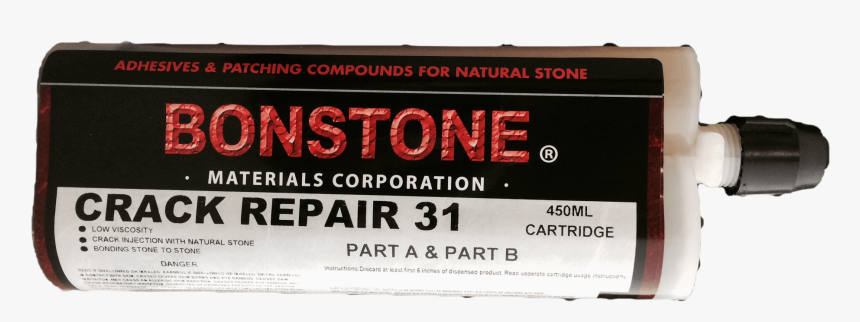 ADHESIVES & PATCHING COMPOUNDS FOR NATURAL STONE
BONSTONE ®
· MATERIALS CORPORATION ·
CRACK REPAIR 31
450ML
CARTRIDGE
● LOW VISCOSITY
● CRACK INJECTION WITH NATURAL STONE
● BONDING STONE TO STONE
PART A & PART B
DANGER
Instructions:Discard at least first 6 inches of dispensed product. Read seperate cartridge usage instructions